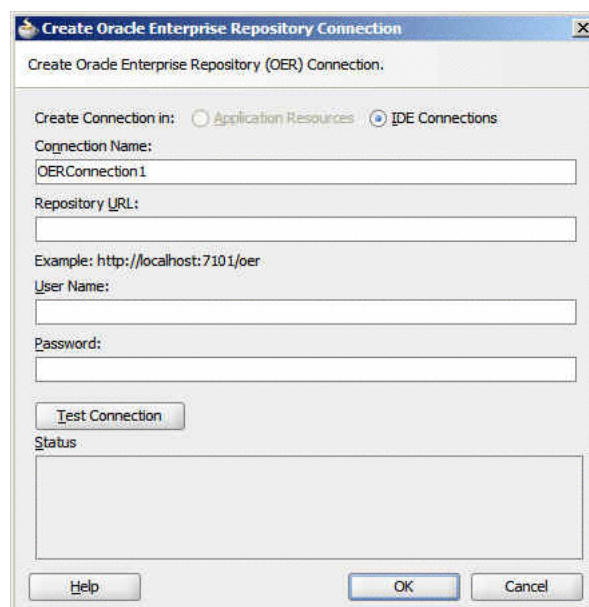 Create Oracle Enterprise Repository Connection
Create Oracle Enterprise Repository (OER) Connection.
Create Connection in: Application Resources IDE Connections
Connection Name:
OERConnection1
Repository URL:
Example: http://localhost:7101/oer
User Name:
Password:
Test Connection
Status
Help OK Cancel